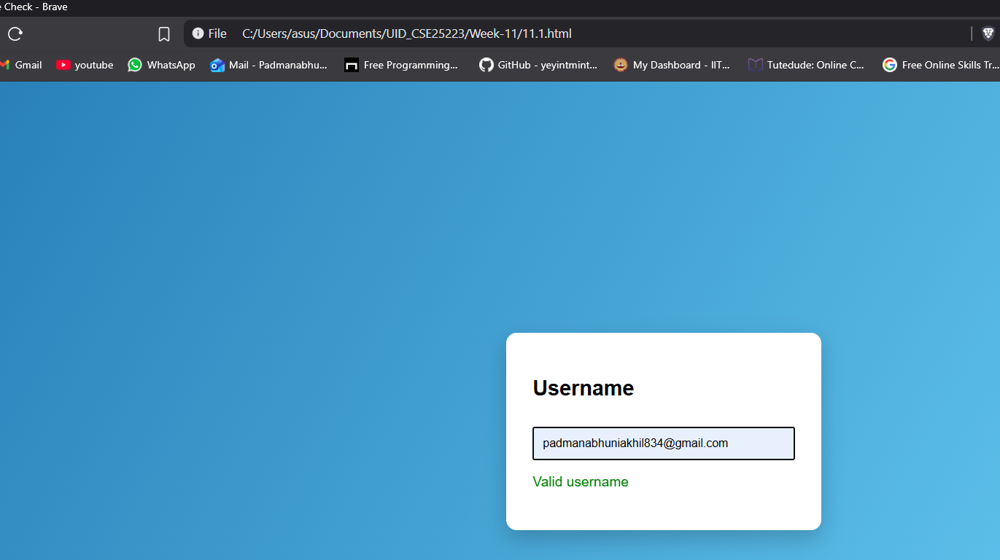 e Check - Brave
File C:/Users/asus/Documents/UID_CSE25223/Week-11/11.1.html
Gmail youtube WhatsApp Mail - Padmanabhu... Free Programming... GitHub - yeyintmint... My Dashboard - IIT... Tutedude: Online C... Free Online Skills Tr...
Username
padmanabhuniakhil834@gmail.com
Valid username